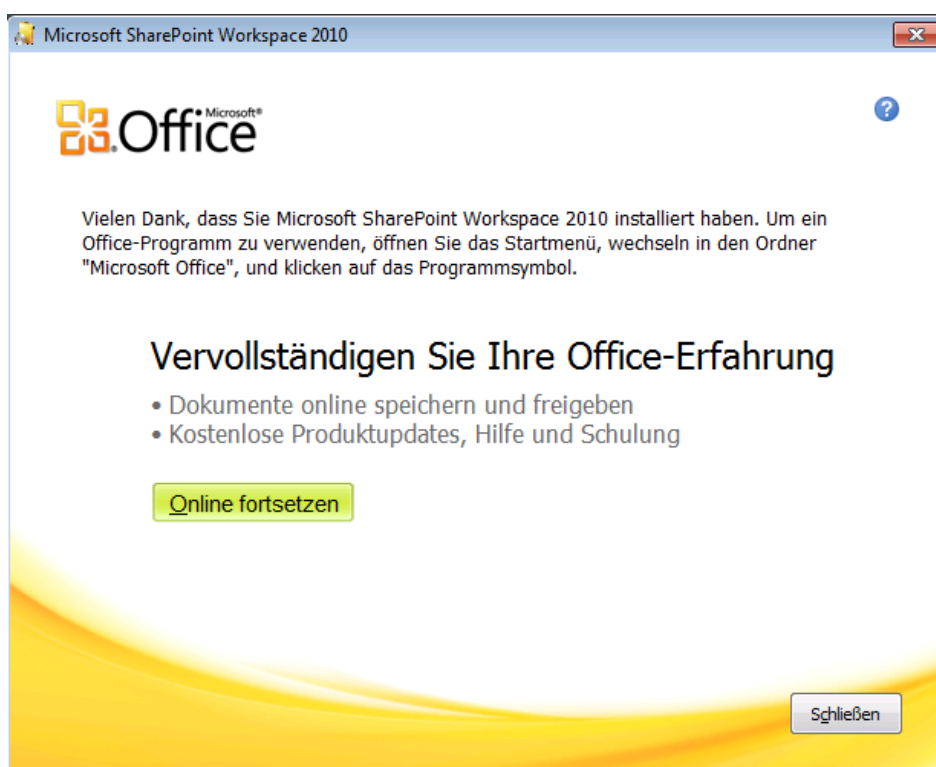 Microsoft SharePoint Workspace 2010
Microsoft®
Office
?
Vielen Dank, dass Sie Microsoft SharePoint Workspace 2010 installiert haben. Um ein
Office-Programm zu verwenden, öffnen Sie das Startmenü, wechseln in den Ordner
"Microsoft Office", und klicken auf das Programmsymbol.
Vervollständigen Sie Ihre Office-Erfahrung
• Dokumente online speichern und freigeben
• Kostenlose Produktupdates, Hilfe und Schulung
Online fortsetzen
Schließen